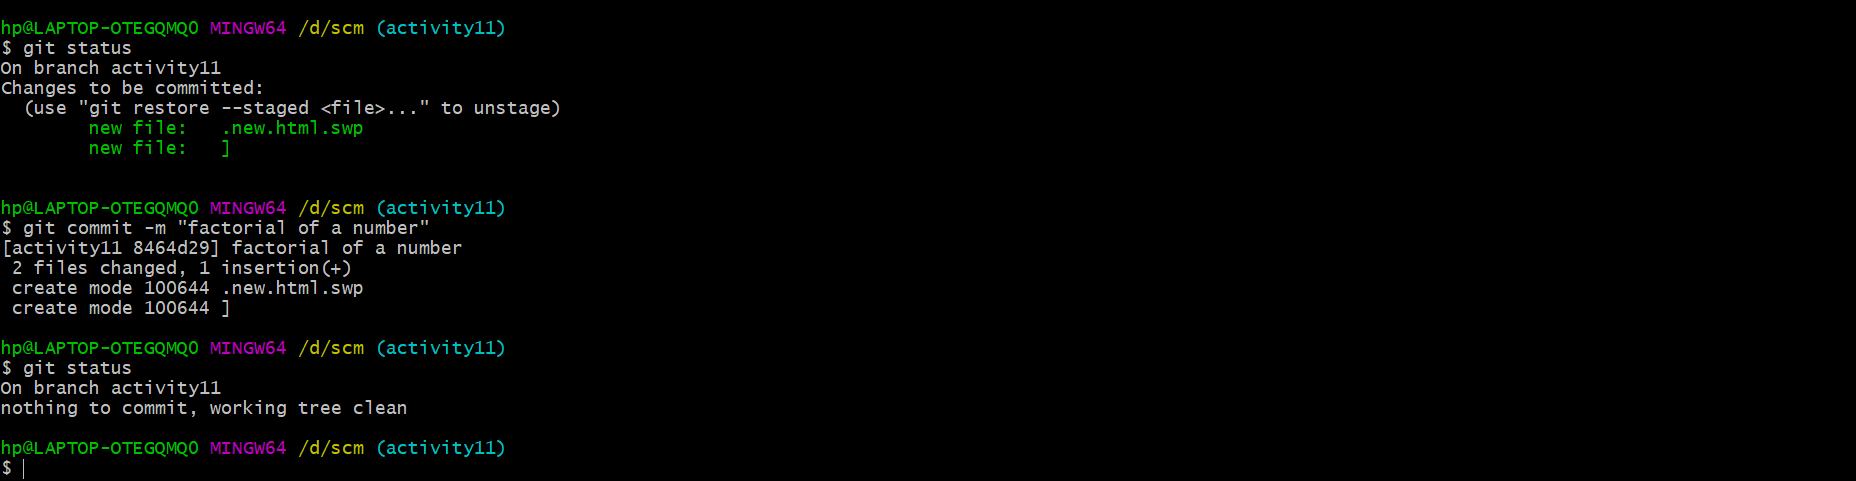 hp@LAPTOP-OTEGQMQ0 MINGW64 /d/scm (activity11)
$ git status
On branch activity11
Changes to be committed:
  (use "git restore --staged <file>..." to unstage)
        new file:   .new.html.swp
        new file:   ]

hp@LAPTOP-OTEGQMQ0 MINGW64 /d/scm (activity11)
$ git commit -m "factorial of a number"
[activity11 8464d29] factorial of a number
 2 files changed, 1 insertion(+)
 create mode 100644 .new.html.swp
 create mode 100644 ]

hp@LAPTOP-OTEGQMQ0 MINGW64 /d/scm (activity11)
$ git status
On branch activity11
nothing to commit, working tree clean

hp@LAPTOP-OTEGQMQ0 MINGW64 /d/scm (activity11)
$